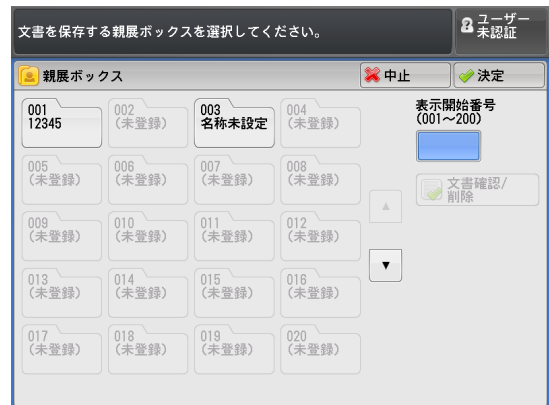 文書を保存する親展ボックスを選択してください。
ユーザー
未認証
親展ボックス
中止
決定
001
12345
002
(未登録)
003
名称未設定
004
(未登録)
表示開始番号
(001～200)
005
(未登録)
006
(未登録)
007
(未登録)
008
(未登録)
文書確認/
削除
009
(未登録)
010
(未登録)
011
(未登録)
012
(未登録)
013
(未登録)
014
(未登録)
015
(未登録)
016
(未登録)
017
(未登録)
018
(未登録)
019
(未登録)
020
(未登録)